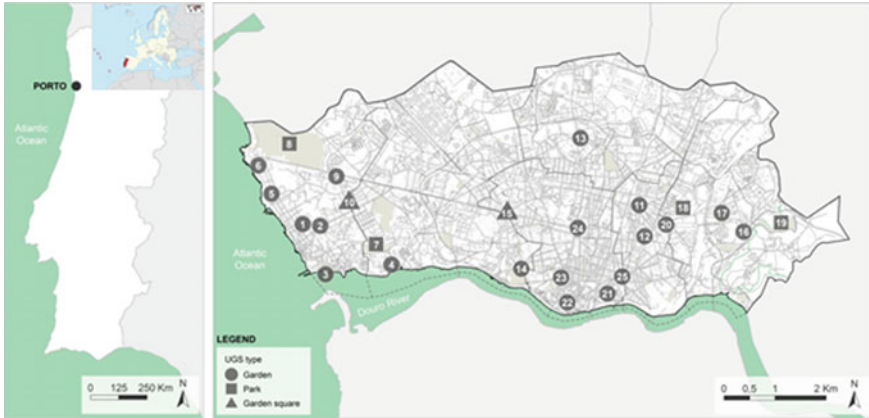 PORTO
Atlantic
Ocean
0 125 250 Km
N
8
13
6
9
5
10
11
18
17
15
1
2
24
20
19
12
16
7
4
14
3
23
25
21
22
Atlantic
Ocean
Douro River
LEGEND
UGS type
Garden
Park
Garden square
0 0.5 1 2 Km
N